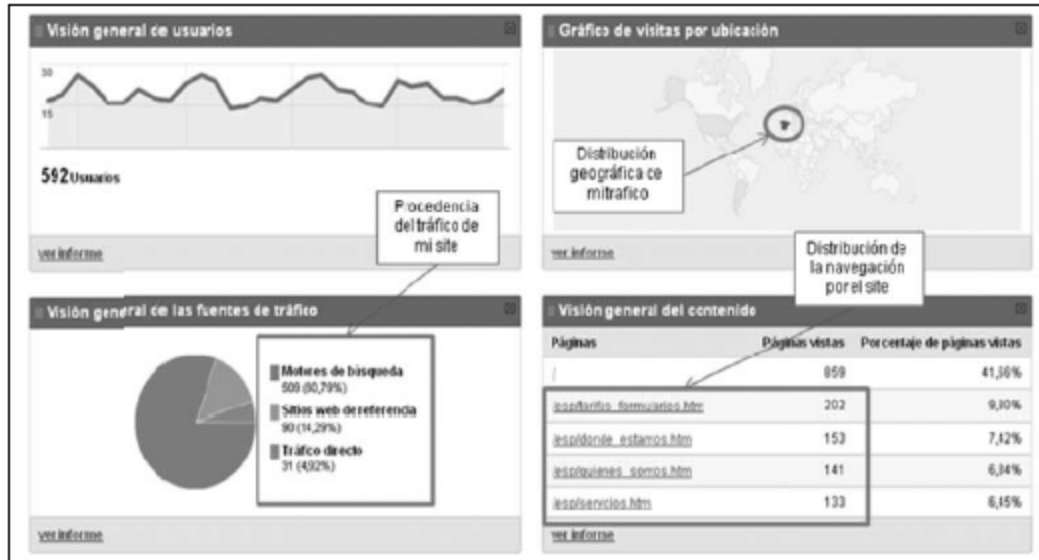 Visión general de usuarios
30
15
592 Usuarios
ver informe
Gráfico de visitas por ubicación
Distribución
geográfica de
mi trafico
ver informe
Procedencia
del tráfico de
mi site
Distribución de
la navegación
por el site
Visión general de las fuentes de tráfico
Motores de búsqueda
509 (80,79%)
Sitios web de referencia
90 (14,29%)
Tráfico directo
31 (4,92%)
ver informe
Visión general del contenido
Páginas Páginas vistas Porcentaje de páginas vistas
/ 859
/esp/tarifas_formularios.htm 202 9,80%
/esp/donde_estamos.htm 153 7,42%
/esp/quienes_somos.htm 141 6,84%
/esp/servicios.htm 133 6,45%
ver informe